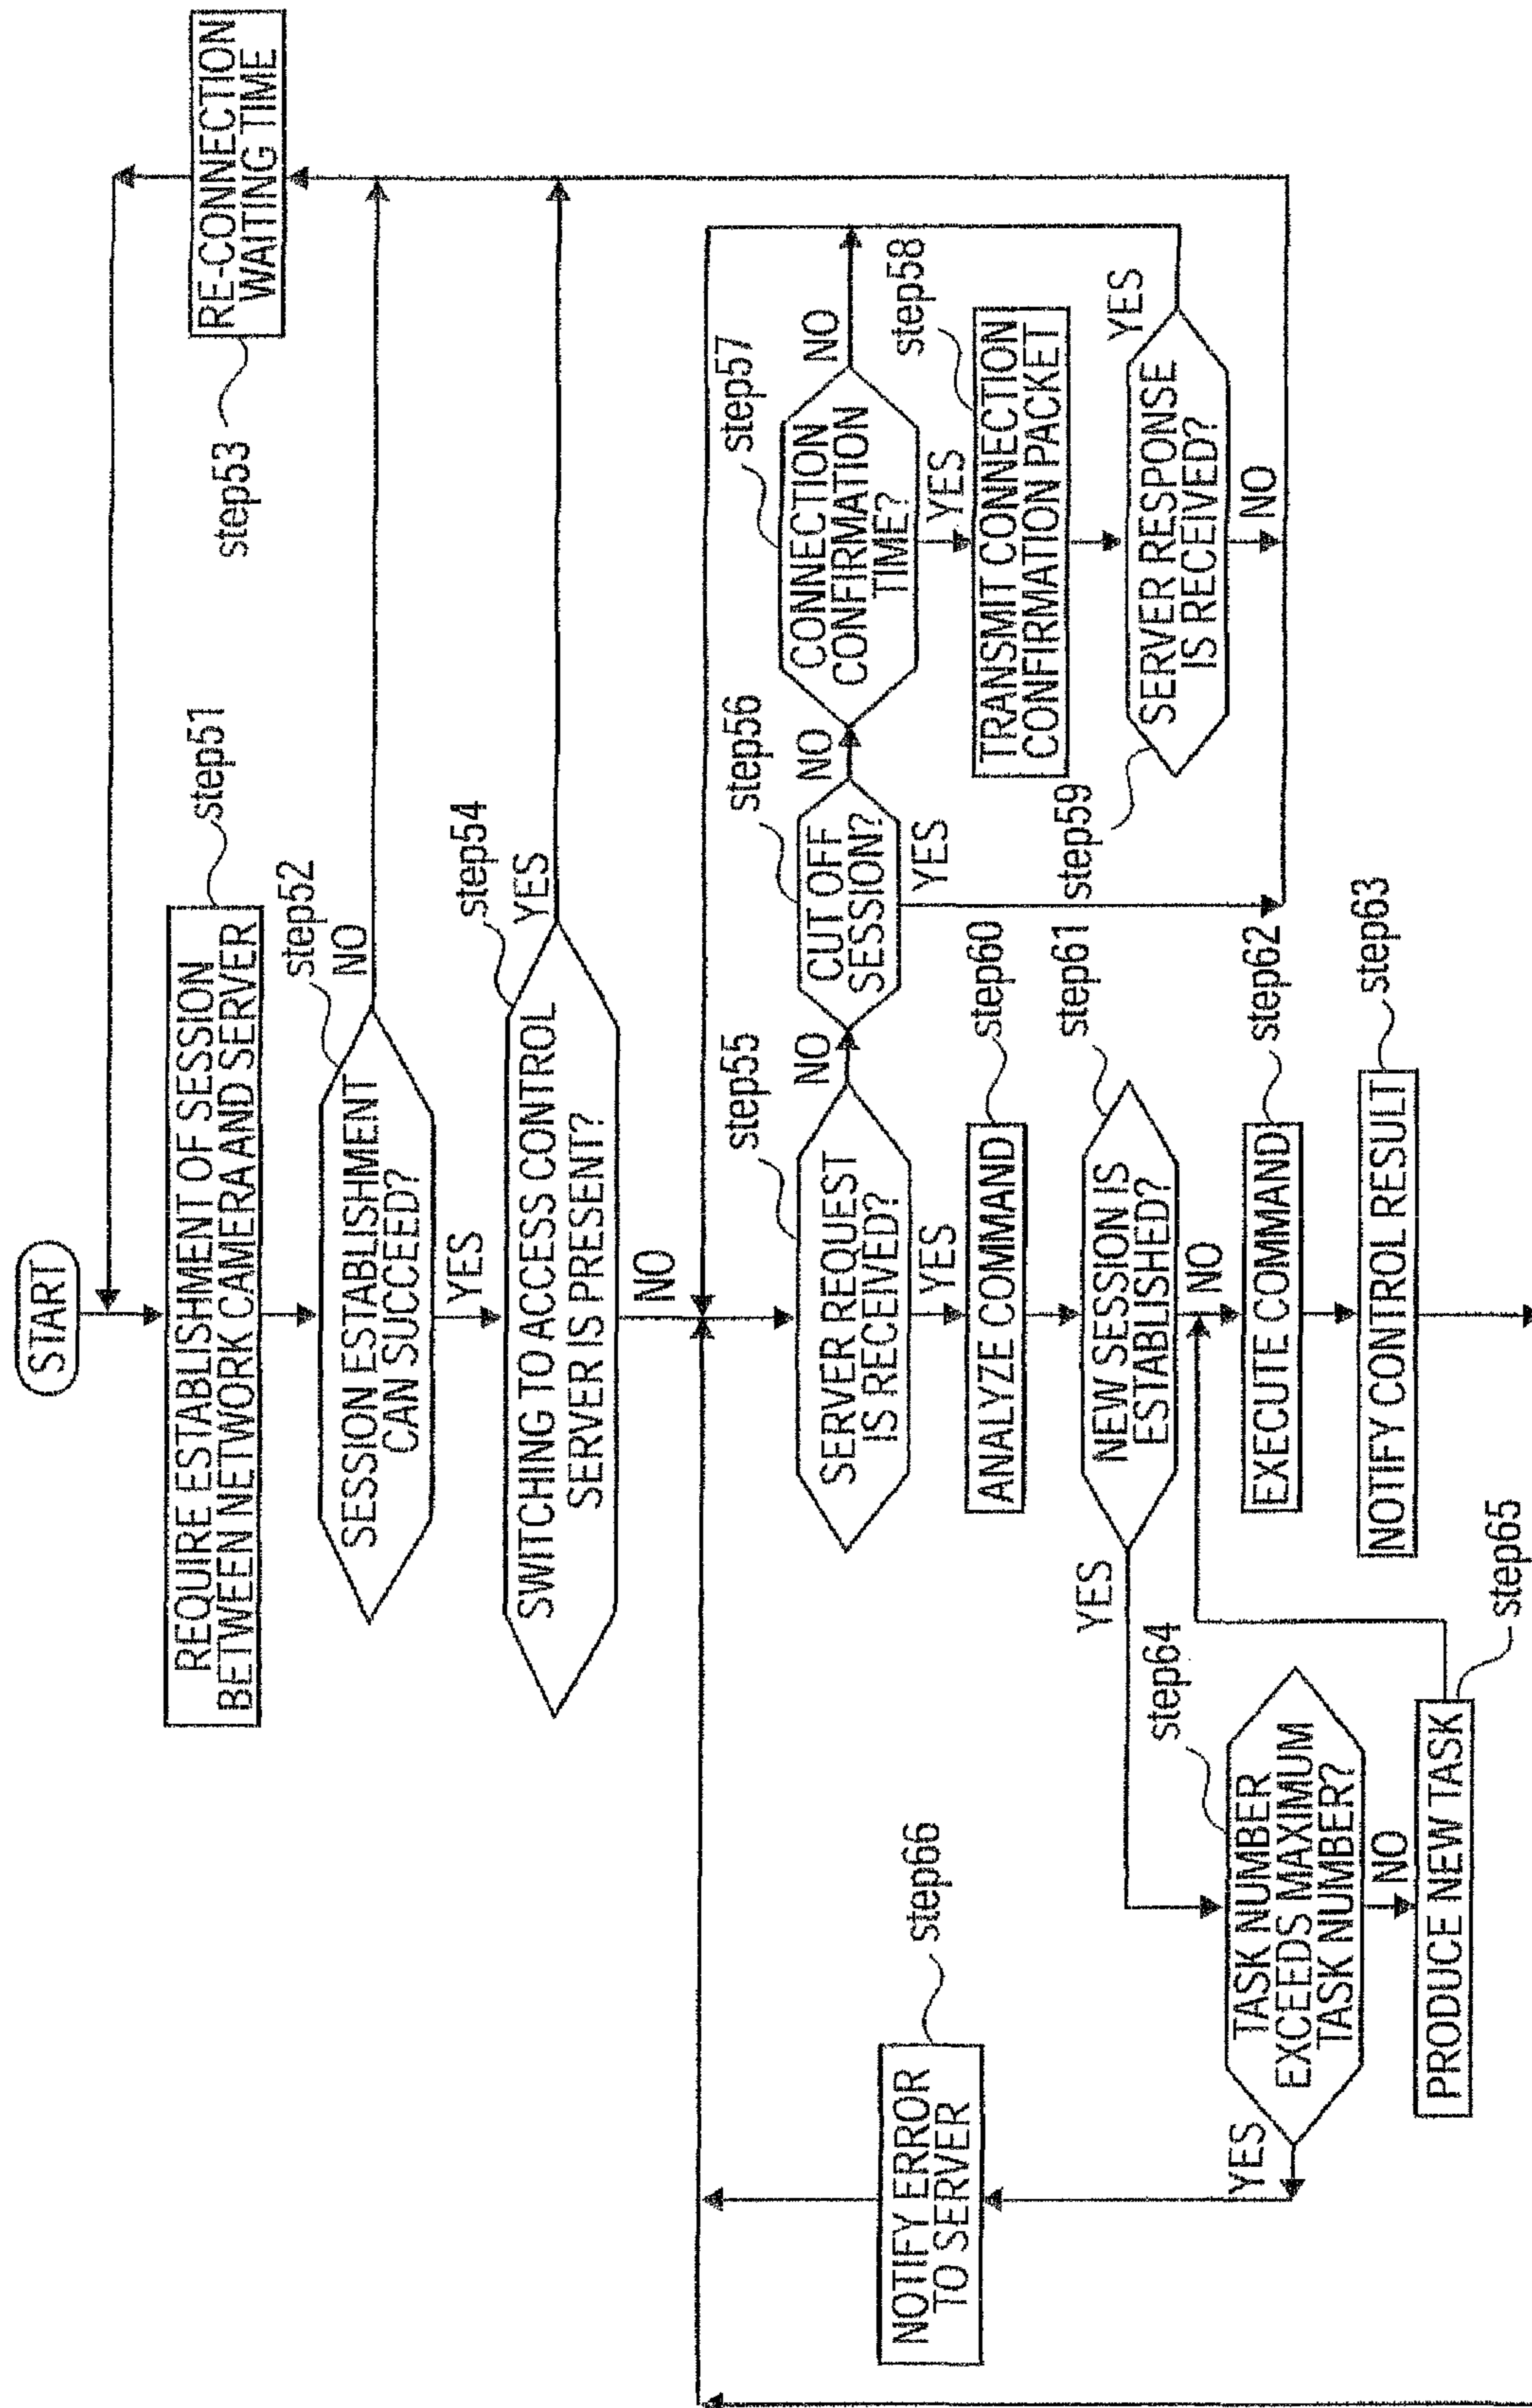 START
REQUIRE ESTABLISHMENT OF SESSION
BETWEEN NETWORK CAMERA AND SERVER
step51
SESSION ESTABLISHMENT
CAN SUCCEED?
step52
NO
YES
RE-CONNECTION
WAITING TIME
step53
SWITCHING TO ACCESS CONTROL
SERVER IS PRESENT?
step54
YES
NO
SERVER REQUEST
IS RECEIVED?
step55
NO
YES
CUT OFF
SESSION?
step56
NO
YES
CONNECTION
CONFIRMATION
TIME?
step57
NO
YES
TRANSMIT CONNECTION
CONFIRMATION PACKET
step58
SERVER RESPONSE
IS RECEIVED?
step59
YES
NO
ANALYZE COMMAND
step60
NEW SESSION IS
ESTABLISHED?
step61
YES
NO
EXECUTE COMMAND
step62
NOTIFY CONTROL RESULT
step63
TASK NUMBER
EXCEEDS MAXIMUM
TASK NUMBER?
step64
YES
NO
PRODUCE NEW TASK
step65
NOTIFY ERROR
TO SERVER
step66